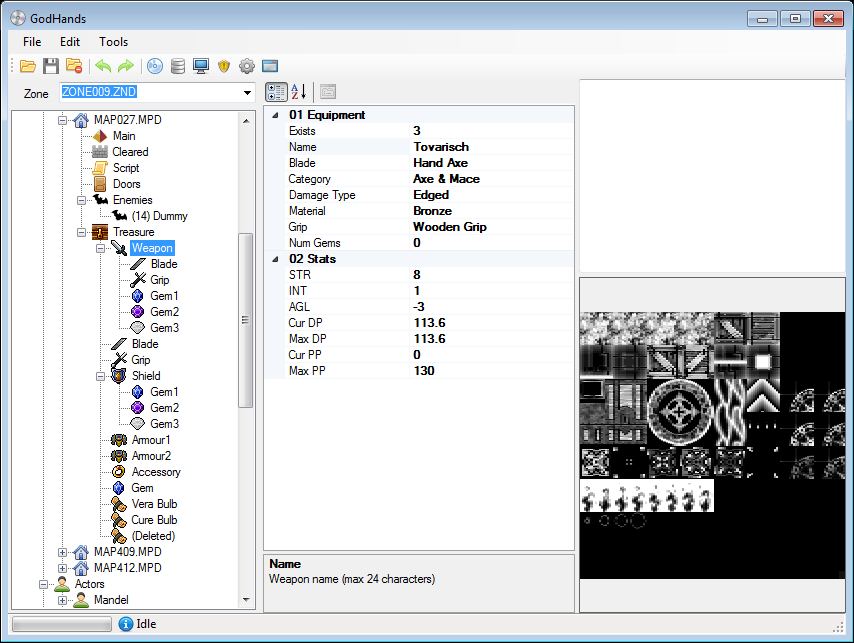 GodHands
File Edit Tools
Zone ZONE009.ZND
MAP027.MPD
Main
Cleared
Script
Doors
Enemies
(14) Dummy
Treasure
Weapon
Blade
Grip
Gem1
Gem2
Gem3
Blade
Grip
Shield
Gem1
Gem2
Gem3
Armour1
Armour2
Accessory
Gem
Vera Bulb
Cure Bulb
(Deleted)
MAP409.MPD
MAP412.MPD
Actors
Mandel
A
Z
01 Equipment
Exists 3
Name Tovarisch
Blade Hand Axe
Category Axe & Mace
Damage Type Edged
Material Bronze
Grip Wooden Grip
Num Gems 0
02 Stats
STR 8
INT 1
AGL -3
Cur DP 113.6
Max DP 113.6
Cur PP 0
Max PP 130
Name
Weapon name (max 24 characters)
Idle